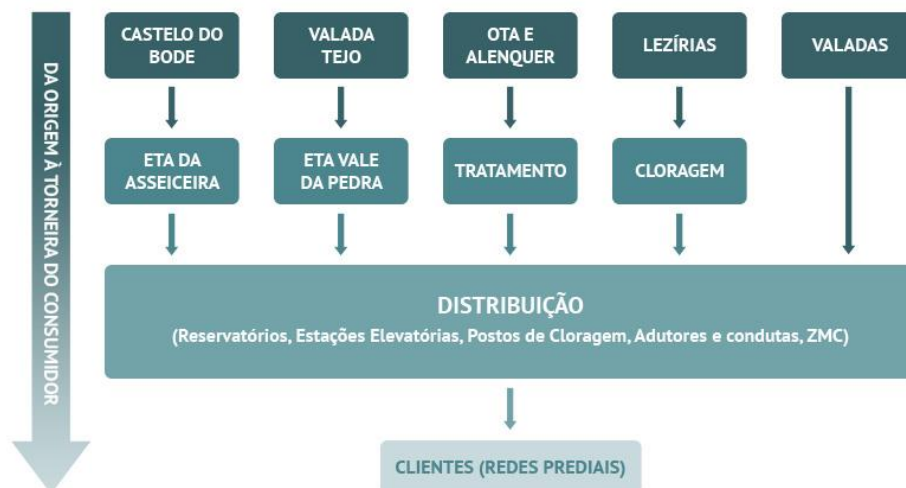 DA ORIGEM À TORNEIRA DO CONSUMIDOR
CASTELO DO
BODE
VALADA
TEJO
OTA E
ALENQUER
LEZÍRIAS
VALADAS
ETA DA
ASSEICEIRA
ETA VALE
DA PEDRA
TRATAMENTO
CLORAGEM
DISTRIBUIÇÃO
(Reservatórios, Estações Elevatórias, Postos de Cloragem, Adutores e condutas, ZMC)
CLIENTES (REDES PREDIAIS)